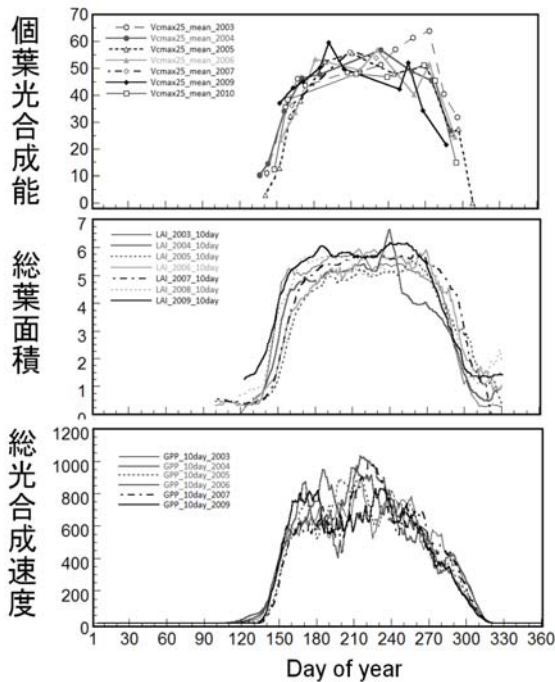 個葉光合成能
70
60
50
40
30
20
10
0
Vcmax25_mean_2003
Vcmax25_mean_2004
Vcmax25_mean_2005
Vcmax25_mean_2006
Vcmax25_mean_2007
Vcmax25_mean_2009
Vcmax25_mean_2010
総葉面積
7
6
5
4
3
2
1
0
LAI_2003_10day
LAI_2004_10day
LAI_2005_10day
LAI_2006_10day
LAI_2007_10day
LAI_2008_10day
LAI_2009_10day
総光合成速度
1200
1000
800
600
400
200
0
GPP_10day_2003
GPP_10day_2004
GPP_10day_2005
GPP_10day_2006
GPP_10day_2007
GPP_10day_2009
1 30 60 90 120 150 180 210 240 270 300 330 360
Day of year